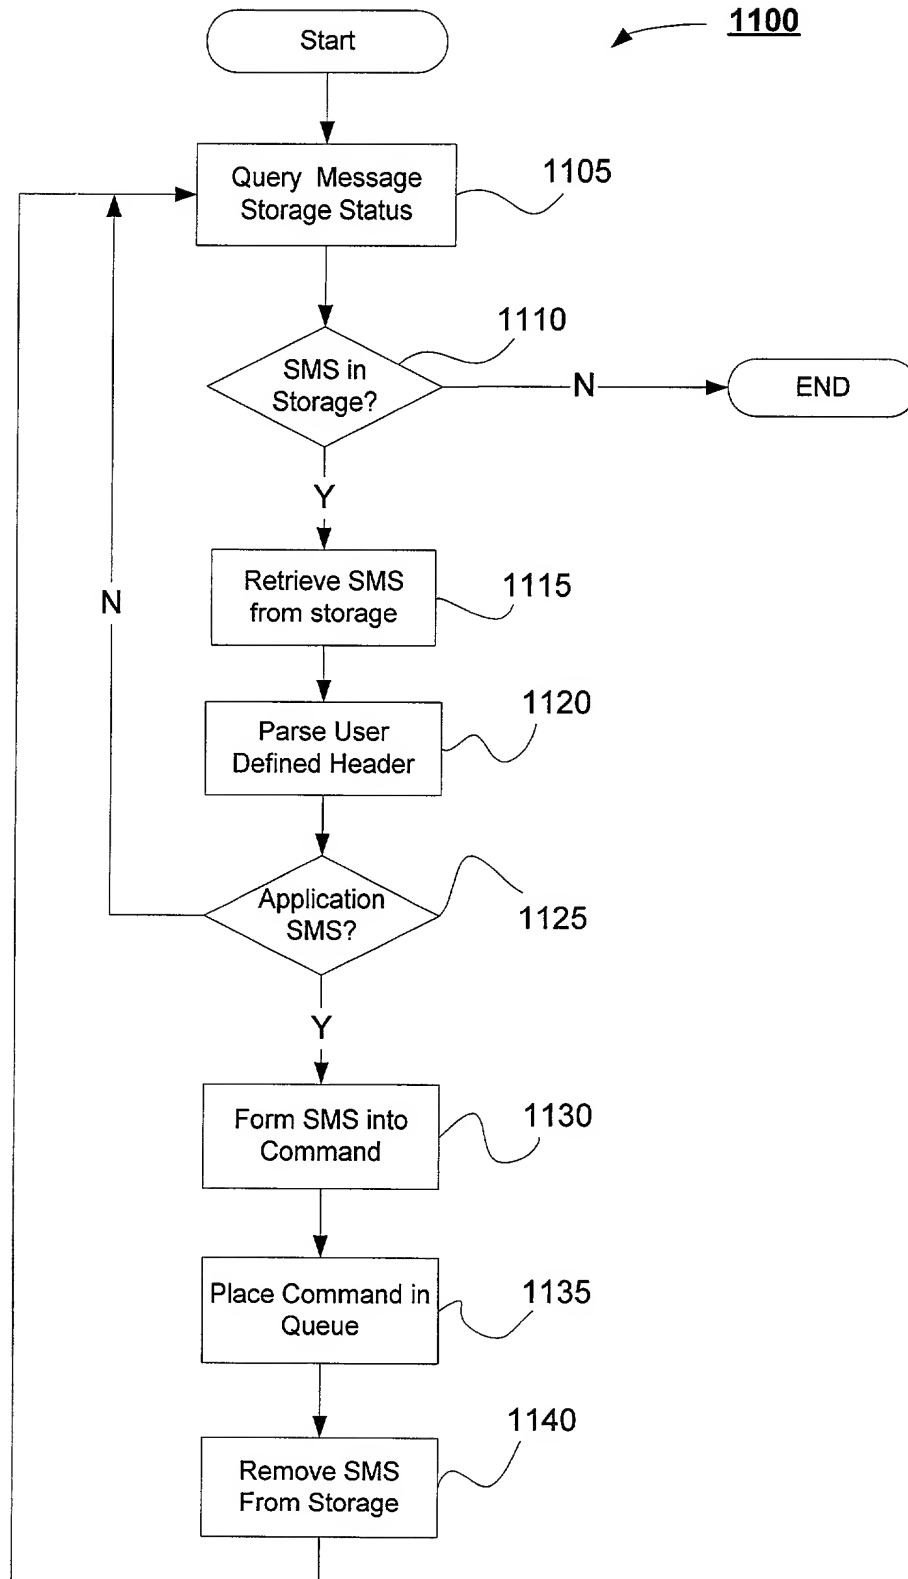 1100
Start
Query Message
Storage Status
1105
1110
SMS in
Storage?
N
END
Y
Retrieve SMS
from storage
1115
N
Parse User
Defined Header
1120
Application
SMS?
1125
Y
Form SMS into
Command
1130
Place Command in
Queue
1135
Remove SMS
From Storage
1140